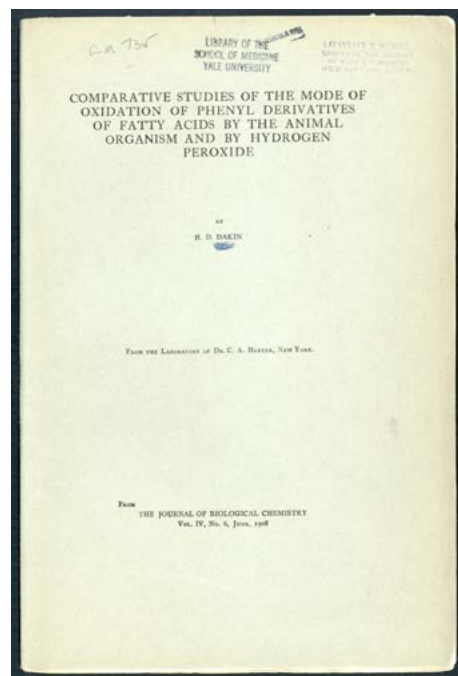 LIBRARY OF THE
SCHOOL OF MEDICINE
YALE UNIVERSITY
COMPARATIVE STUDIES OF THE MODE OF
OXIDATION OF PHENYL DERIVATIVES
OF FATTY ACIDS BY THE ANIMAL
ORGANISM AND BY HYDROGEN
PEROXIDE
BY
H. D. DAKIN
From the Laboratory of Dr. C. A. Herter, New York.
From
THE JOURNAL OF BIOLOGICAL CHEMISTRY
Vol. IV, No. 6, June, 1908